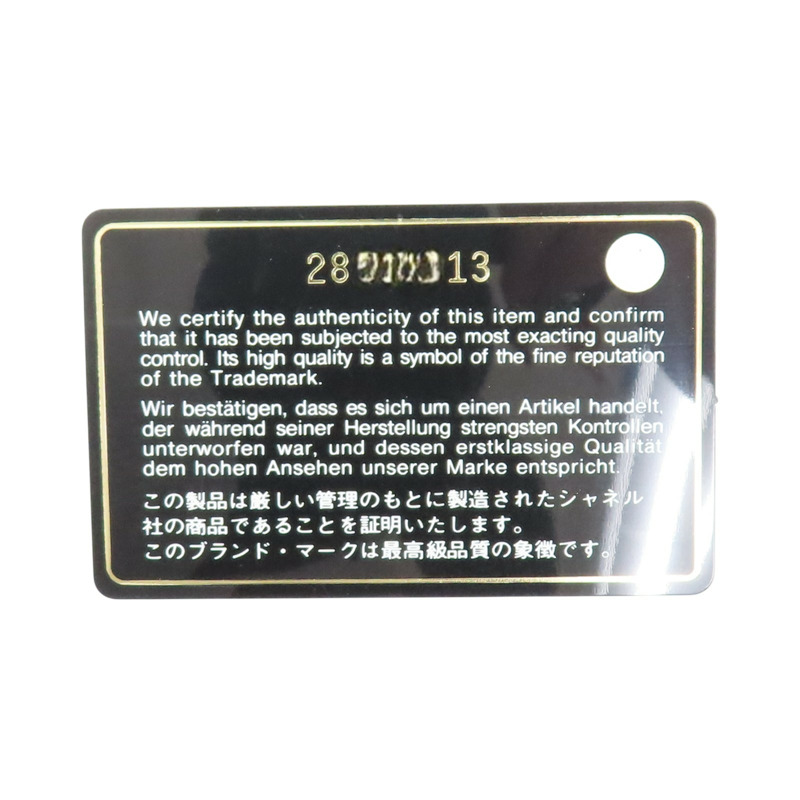 28 13
We certify the authenticity of this item and confirm
that it has been subjected to the most exacting quality
control. Its high quality is a symbol of the fine reputation
of the Trademark.
Wir bestätigen, dass es sich um einen Artikel handelt,
der während seiner Herstellung strengsten Kontrollen
unterworfen war, und dessen erstklassige Qualität
dem hohen Ansehen unserer Marke entspricht.
この製品は厳しい管理のもとに製造されたシャネル
社の商品であることを証明いたします。
このブランド・マークは最高級品質の象徴です。